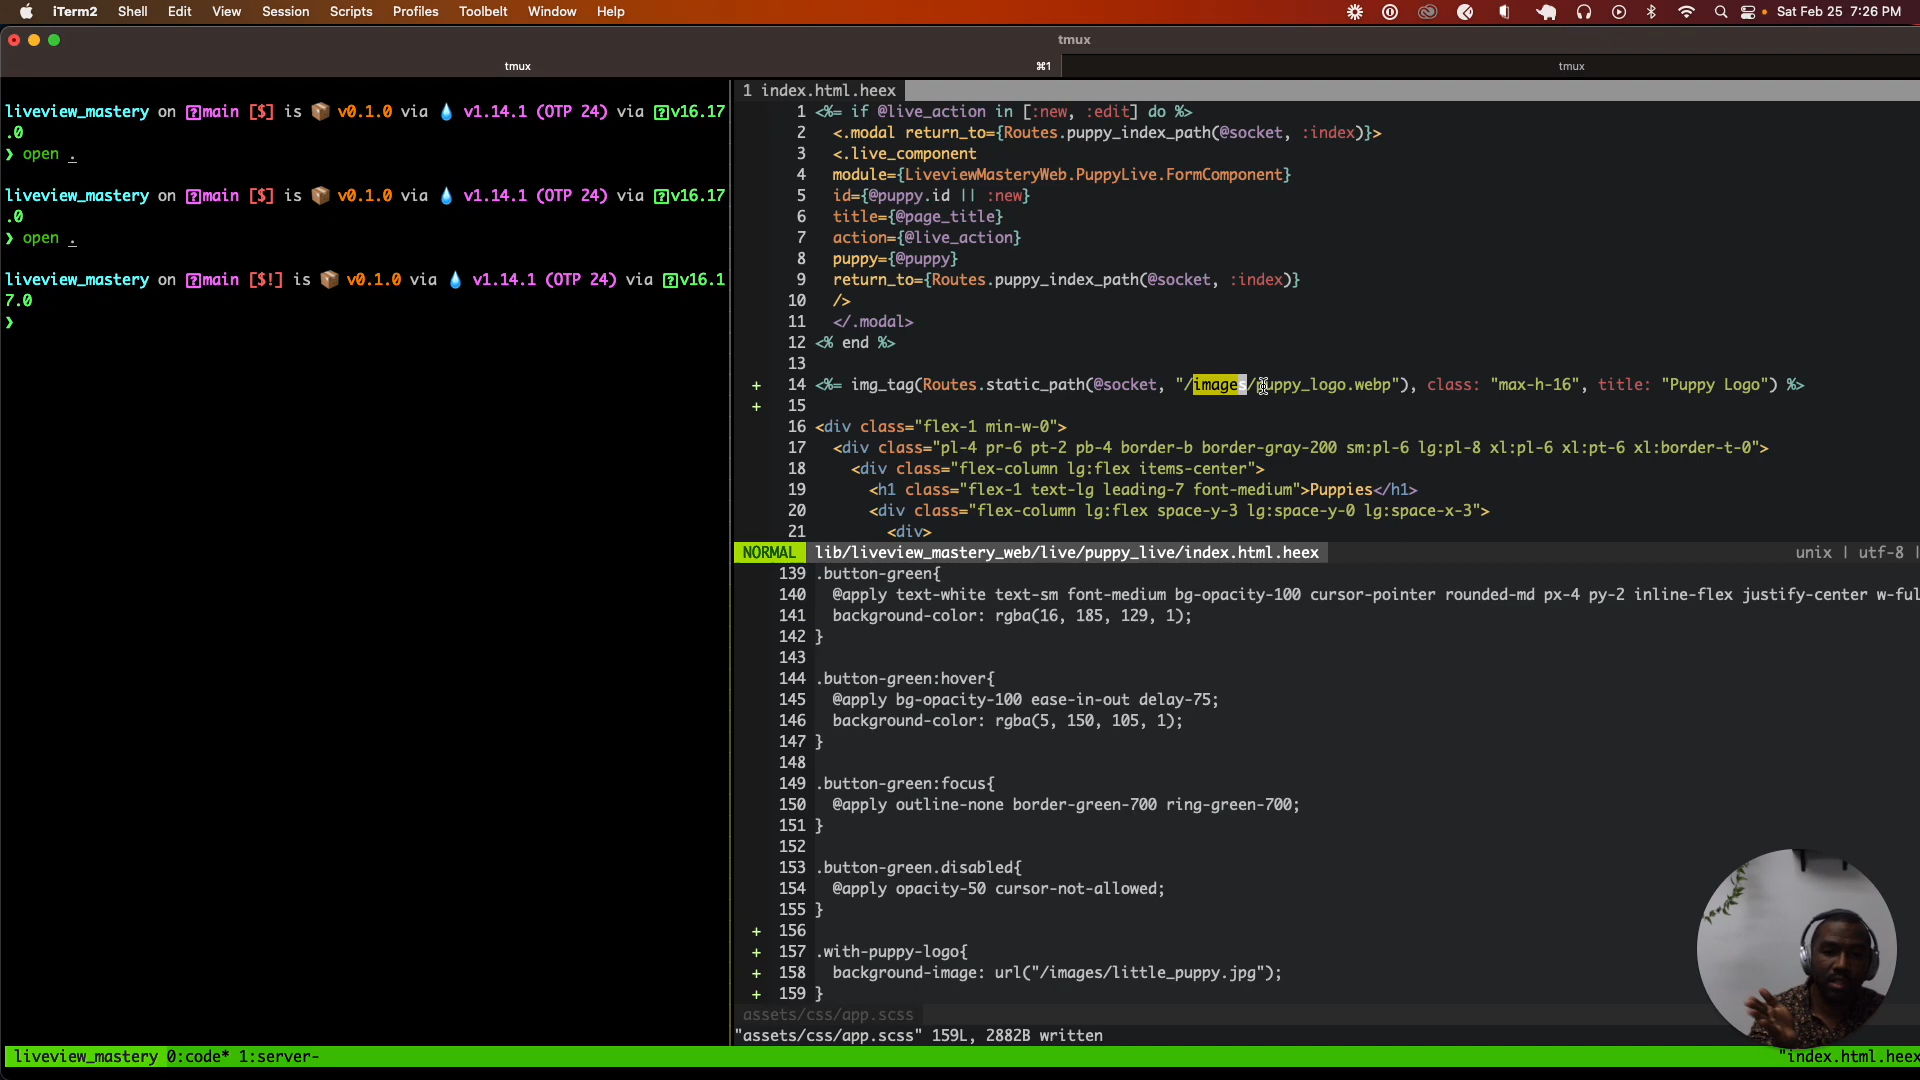 iTerm2 Shell Edit View Session Scripts Profiles Toolbelt Window Help Sat Feb 25 7:26 PM
tmux
tmux ⌘1 tmux
liveview_mastery on main [$] is v0.1.0 via v1.14.1 (OTP 24) via v16.17
.0
❯ open .
liveview_mastery on main [$] is v0.1.0 via v1.14.1 (OTP 24) via v16.17
.0
❯ open .
liveview_mastery on main [$!] is v0.1.0 via v1.14.1 (OTP 24) via v16.1
7.0
❯
1 index.html.heex
1 <%= if @live_action in [:new, :edit] do %>
2 <.modal return_to={Routes.puppy_index_path(@socket, :index)}>
3 <.live_component
4 module={LiveviewMasteryWeb.PuppyLive.FormComponent}
5 id={@puppy.id || :new}
6 title={@page_title}
7 action={@live_action}
8 puppy={@puppy}
9 return_to={Routes.puppy_index_path(@socket, :index)}
10 />
11 </.modal>
12 <% end %>
13
+ 14 <%= img_tag(Routes.static_path(@socket, "/images/puppy_logo.webp"), class: "max-h-16", title: "Puppy Logo") %>
+ 15
16 <div class="flex-1 min-w-0">
17 <div class="pl-4 pr-6 pt-2 pb-4 border-b border-gray-200 sm:pl-6 lg:pl-8 xl:pl-6 xl:pt-6 xl:border-t-0">
18 <div class="flex-column lg:flex items-center">
19 <h1 class="flex-1 text-lg leading-7 font-medium">Puppies</h1>
20 <div class="flex-column lg:flex space-y-3 lg:space-y-0 lg:space-x-3">
21 <div>
NORMAL lib/liveview_mastery_web/live/puppy_live/index.html.heex unix | utf-8 |
139 .button-green{
140 @apply text-white text-sm font-medium bg-opacity-100 cursor-pointer rounded-md px-4 py-2 inline-flex justify-center w-ful
141 background-color: rgba(16, 185, 129, 1);
142 }
143
144 .button-green:hover{
145 @apply bg-opacity-100 ease-in-out delay-75;
146 background-color: rgba(5, 150, 105, 1);
147 }
148
149 .button-green:focus{
150 @apply outline-none border-green-700 ring-green-700;
151 }
152
153 .button-green.disabled{
154 @apply opacity-50 cursor-not-allowed;
155 }
+ 156
+ 157 .with-puppy-logo{
+ 158 background-image: url("/images/little_puppy.jpg");
+ 159 }
assets/css/app.scss
"assets/css/app.scss" 159L, 2882B written
liveview_mastery 0:code* 1:server- "index.html.heex